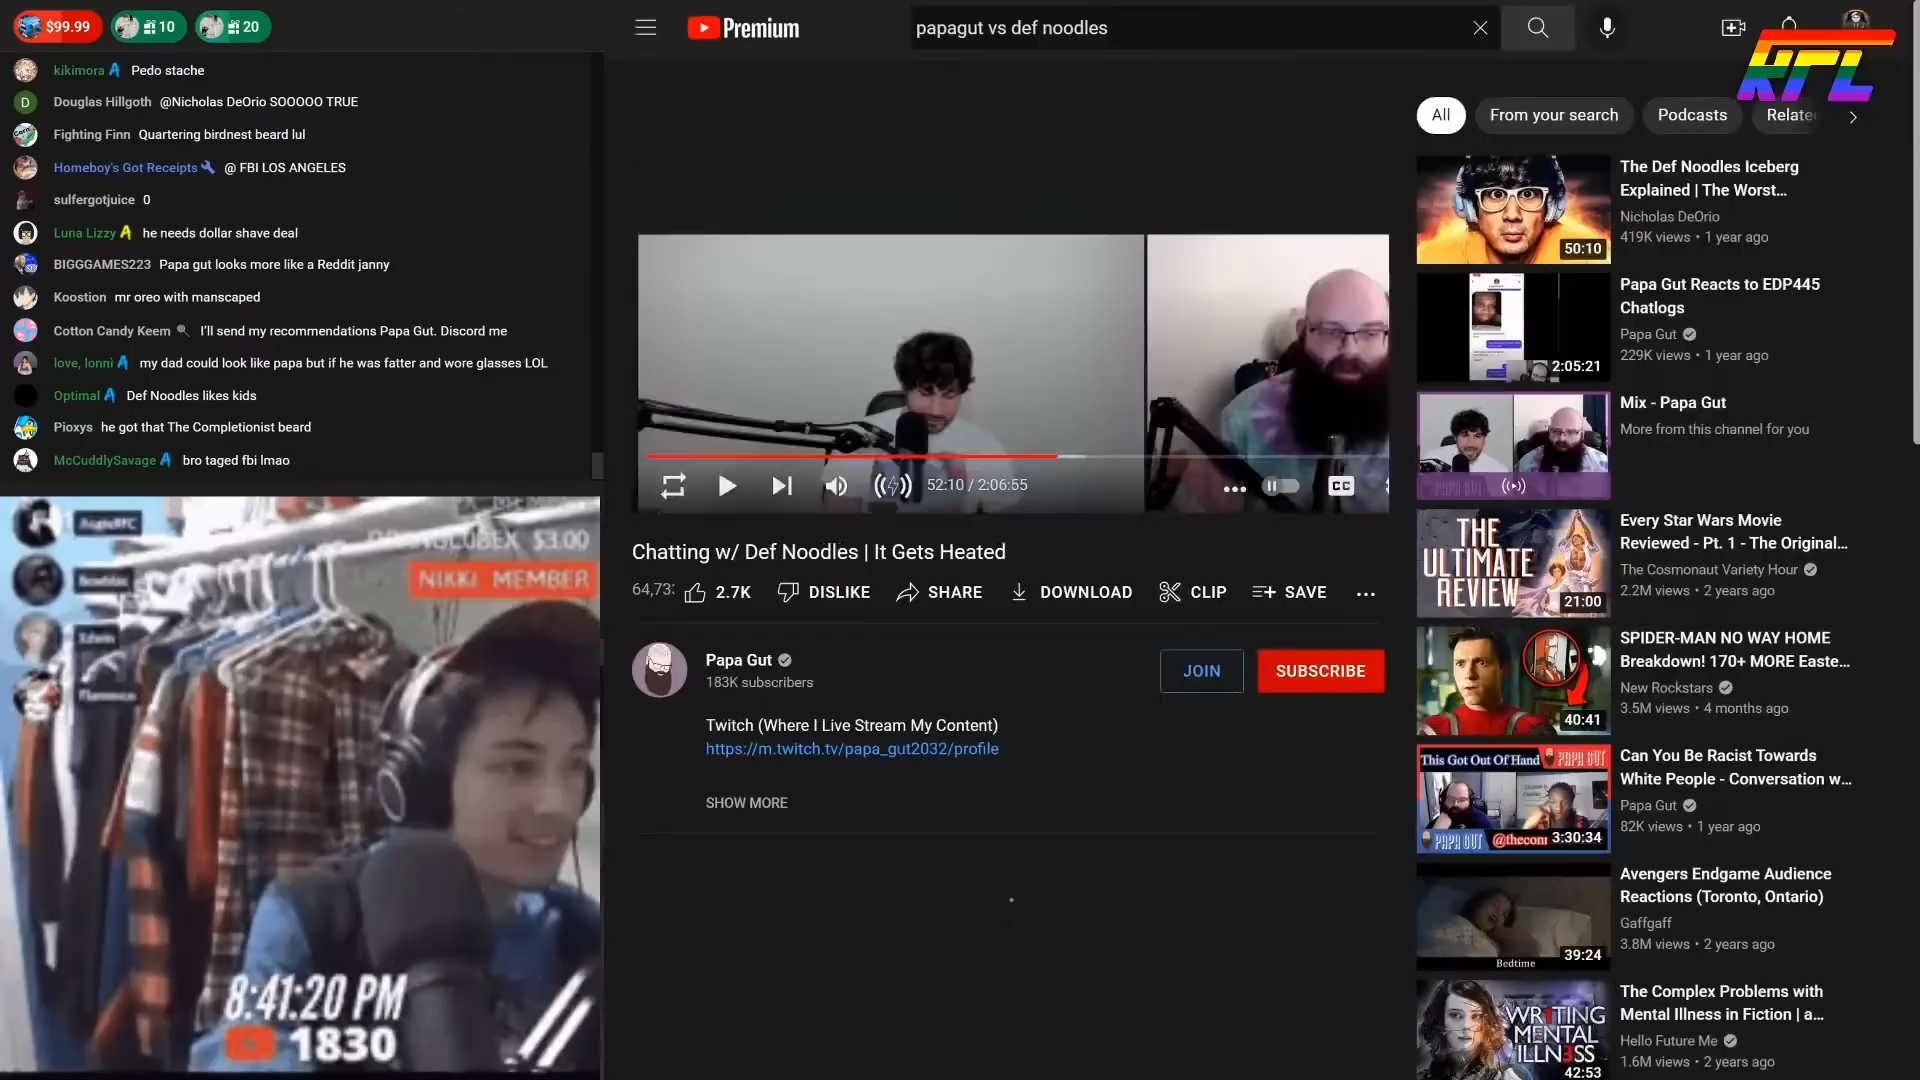 $99.99
10
20
kikimora Pedo stache
D
Douglas Hillgoth @Nicholas DeOrio SOOOOO TRUE
Fighting Finn Quartering birdnest beard lul
Homeboy's Got Receipts @ FBI LOS ANGELES
sulfergotjuice 0
Luna Lizzy he needs dollar shave deal
BIGGGAMES223 Papa gut looks more like a Reddit janny
Koostion mr oreo with manscaped
Cotton Candy Keem I'll send my recommendations Papa Gut. Discord me
love, lonni my dad could look like papa but if he was fatter and wore glasses LOL
Optimal Def Noodles likes kids
Pioxys he got that The Completionist beard
McCuddlySavage bro taged fbi lmao
$3.00
NIKKI MEMBER
Edwin
8:41:20 PM
1830
Premium
papagut vs def noodles
RFL
52:10 / 2:06:55
CC
Chatting w/ Def Noodles | It Gets Heated
64,73
2.7K
DISLIKE
SHARE
DOWNLOAD
CLIP
SAVE
Papa Gut
183K subscribers
JOIN
SUBSCRIBE
Twitch (Where I Live Stream My Content)
https://m.twitch.tv/papa_gut2032/profile
SHOW MORE
All
From your search
Podcasts
Relate
50:10
The Def Noodles Iceberg
Explained | The Worst...
Nicholas DeOrio
419K views • 1 year ago
2:05:21
Papa Gut Reacts to EDP445
Chatlogs
Papa Gut
229K views • 1 year ago
Mix - Papa Gut
More from this channel for you
THE
ULTIMATE
REVIEW
21:00
Every Star Wars Movie
Reviewed - Pt. 1 - The Original...
The Cosmonaut Variety Hour
2.2M views • 2 years ago
40:41
SPIDER-MAN NO WAY HOME
Breakdown! 170+ MORE Easte...
New Rockstars
3.5M views • 4 months ago
This Got Out Of Hand
PAPA GUT
PAPA GUT
@theconi
3:30:34
Can You Be Racist Towards
White People - Conversation w...
Papa Gut
82K views • 1 year ago
Bedtime
39:24
Avengers Endgame Audience
Reactions (Toronto, Ontario)
Gaffgaff
3.8M views • 2 years ago
WRITING
MENTAL
ILLN3SS
42:53
The Complex Problems with
Mental Illness in Fiction | a...
Hello Future Me
1.6M views • 2 years ago